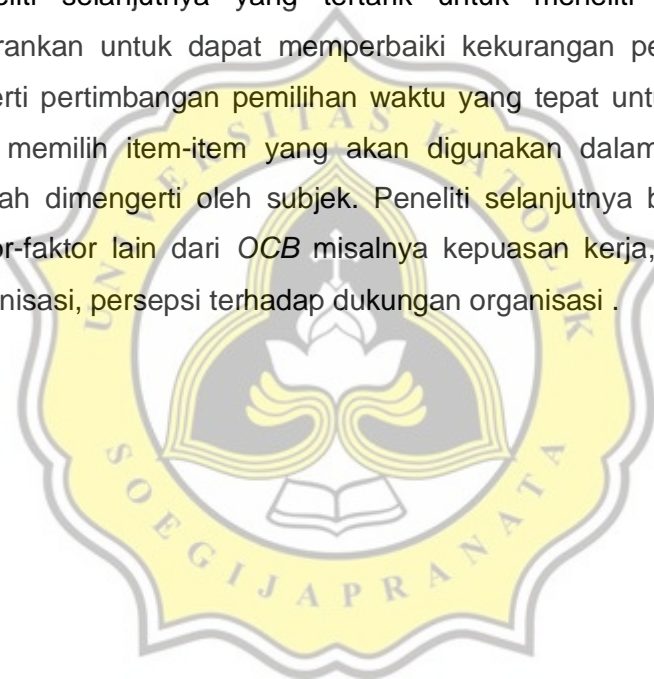 eliti selanjutnya yang tertarik untuk meneliti
rankan untuk dapat memperbaiki kekurangan pe
erti pertimbangan pemilihan waktu yang tepat unt
memilih item-item yang akan digunakan dalam
ah dimengerti oleh subjek. Peneliti selanjutnya b
or-faktor lain dari OCB misalnya kepuasan kerja,
nisasi, persepsi terhadap dukungan organisasi .
UNIVERSITAS KATOLIK
SOEGIJAPRANATA